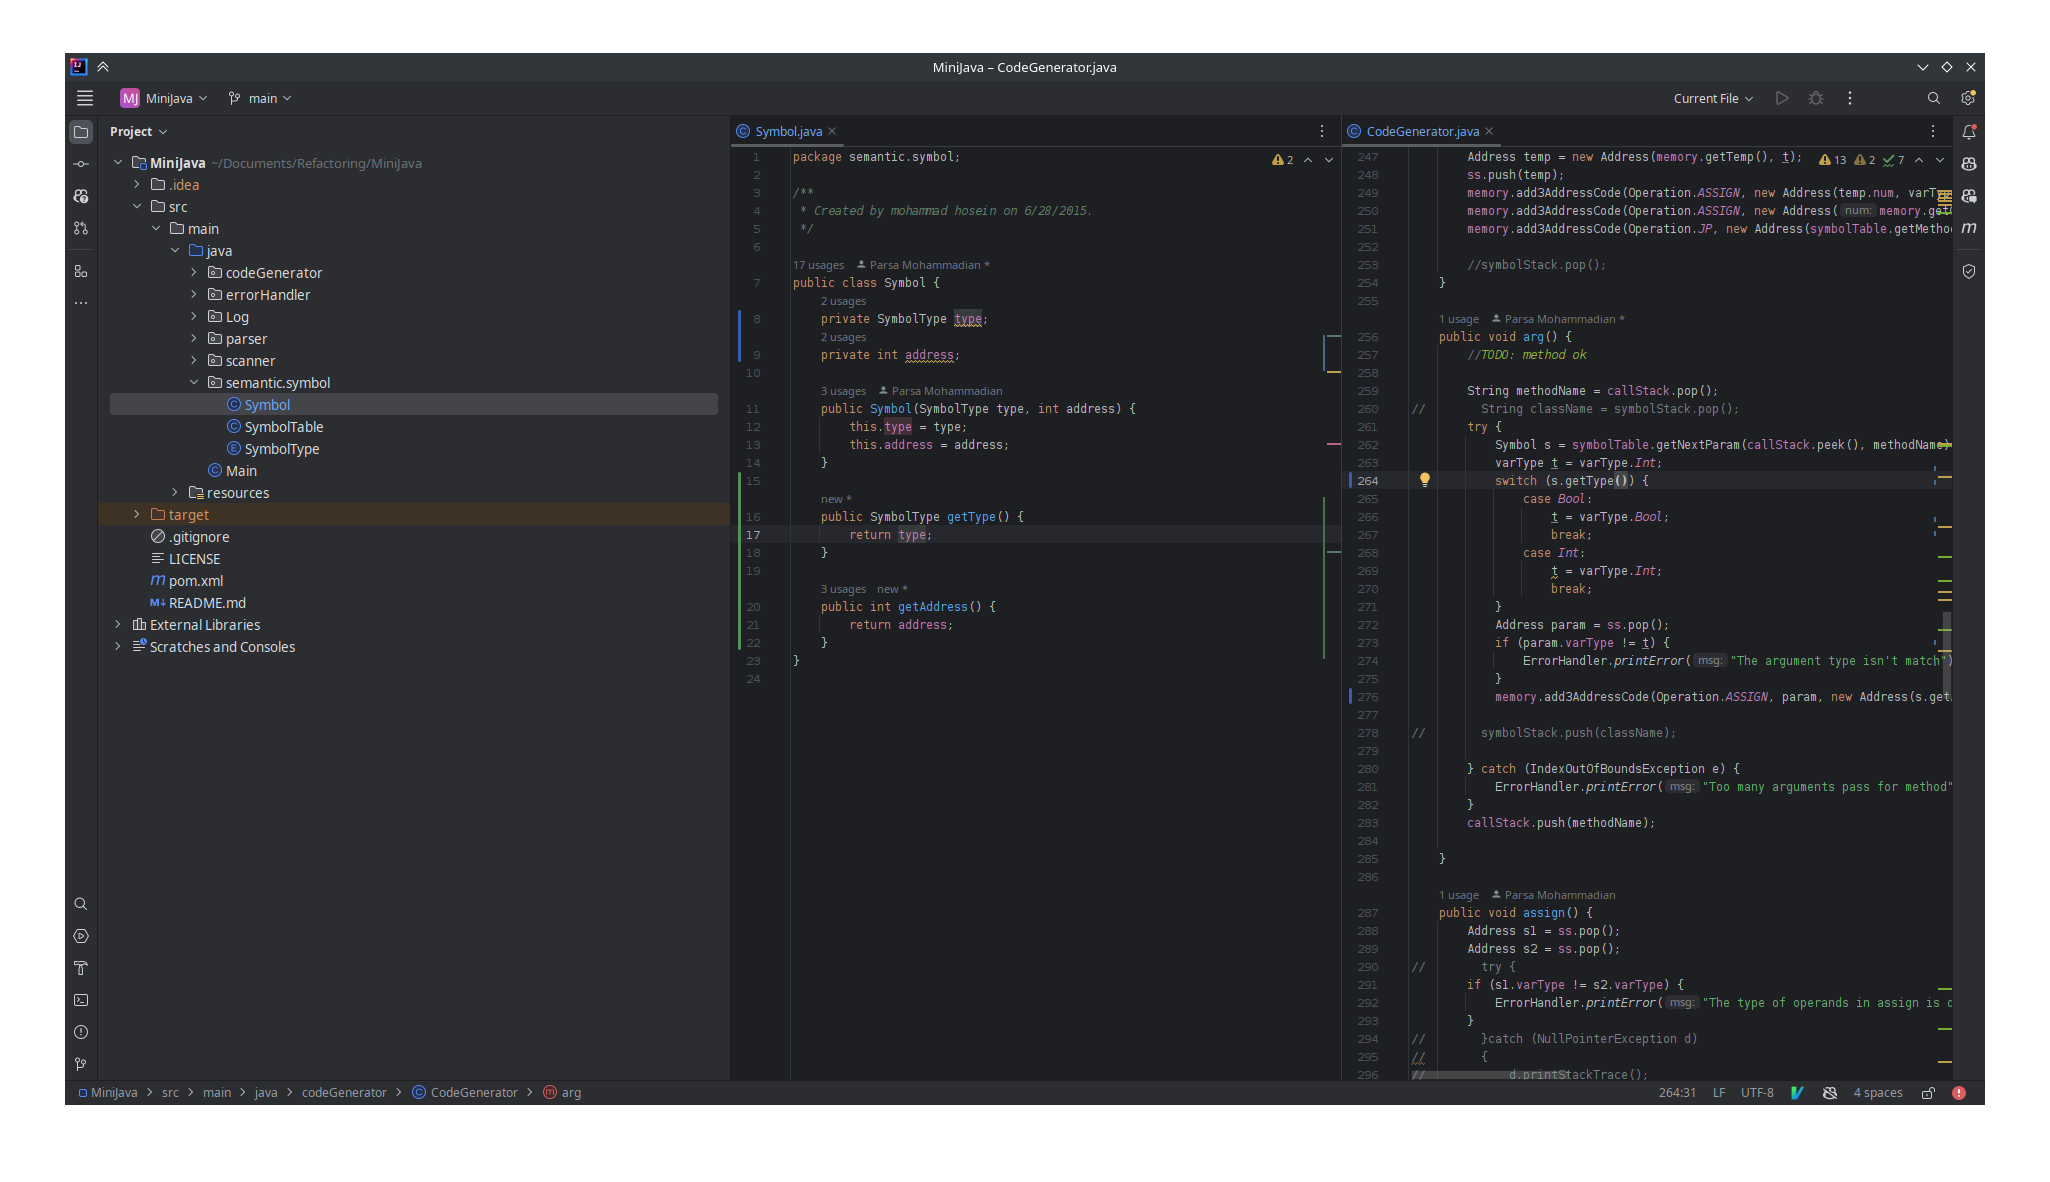 MiniJava – CodeGenerator.java
MJ MiniJava main Current File
Project
MiniJava ~/Documents/Refactoring/MiniJava
.idea
src
main
java
codeGenerator
errorHandler
Log
parser
scanner
semantic.symbol
Symbol
SymbolTable
SymbolType
Main
resources
target
.gitignore
LICENSE
pom.xml
README.md
External Libraries
Scratches and Consoles
Symbol.java
2
1 package semantic.symbol;
2
3 /**
4 * Created by mohammad hosein on 6/28/2015.
5 */
6
17 usages Parsa Mohammadian *
7 public class Symbol {
2 usages
8 private SymbolType type;
2 usages
9 private int address;
10
3 usages Parsa Mohammadian
11 public Symbol(SymbolType type, int address) {
12 this.type = type;
13 this.address = address;
14 }
15
new *
16 public SymbolType getType() {
17 return type;
18 }
19
3 usages new *
20 public int getAddress() {
21 return address;
22 }
23 }
24
CodeGenerator.java
13 2 7
247 Address temp = new Address(memory.getTemp(), t);
248 ss.push(temp);
249 memory.add3AddressCode(Operation.ASSIGN, new Address(temp.num, varType
250 memory.add3AddressCode(Operation.ASSIGN, new Address( num: memory.get
251 memory.add3AddressCode(Operation.JP, new Address(symbolTable.getMetho
252
253 //symbolStack.pop();
254 }
255
1 usage Parsa Mohammadian *
256 public void arg() {
257 //TODO: method ok
258
259 String methodName = callStack.pop();
260 // String className = symbolStack.pop();
261 try {
262 Symbol s = symbolTable.getNextParam(callStack.peek(), methodName)
263 varType t = varType.Int;
264 switch (s.getType()) {
265 case Bool:
266 t = varType.Bool;
267 break;
268 case Int:
269 t = varType.Int;
270 break;
271 }
272 Address param = ss.pop();
273 if (param.varType != t) {
274 ErrorHandler.printError( msg: "The argument type isn't match")
275 }
276 memory.add3AddressCode(Operation.ASSIGN, param, new Address(s.get
277
278 // symbolStack.push(className);
279
280 } catch (IndexOutOfBoundsException e) {
281 ErrorHandler.printError( msg: "Too many arguments pass for method"
282 }
283 callStack.push(methodName);
284
285 }
286
1 usage Parsa Mohammadian
287 public void assign() {
288 Address s1 = ss.pop();
289 Address s2 = ss.pop();
290 // try {
291 if (s1.varType != s2.varType) {
292 ErrorHandler.printError( msg: "The type of operands in assign is
293 }
294 // }catch (NullPointerException d)
295 // {
296 // d.printStackTrace();
MiniJava > src > main > java > codeGenerator > CodeGenerator > arg
264:31 LF UTF-8 4 spaces